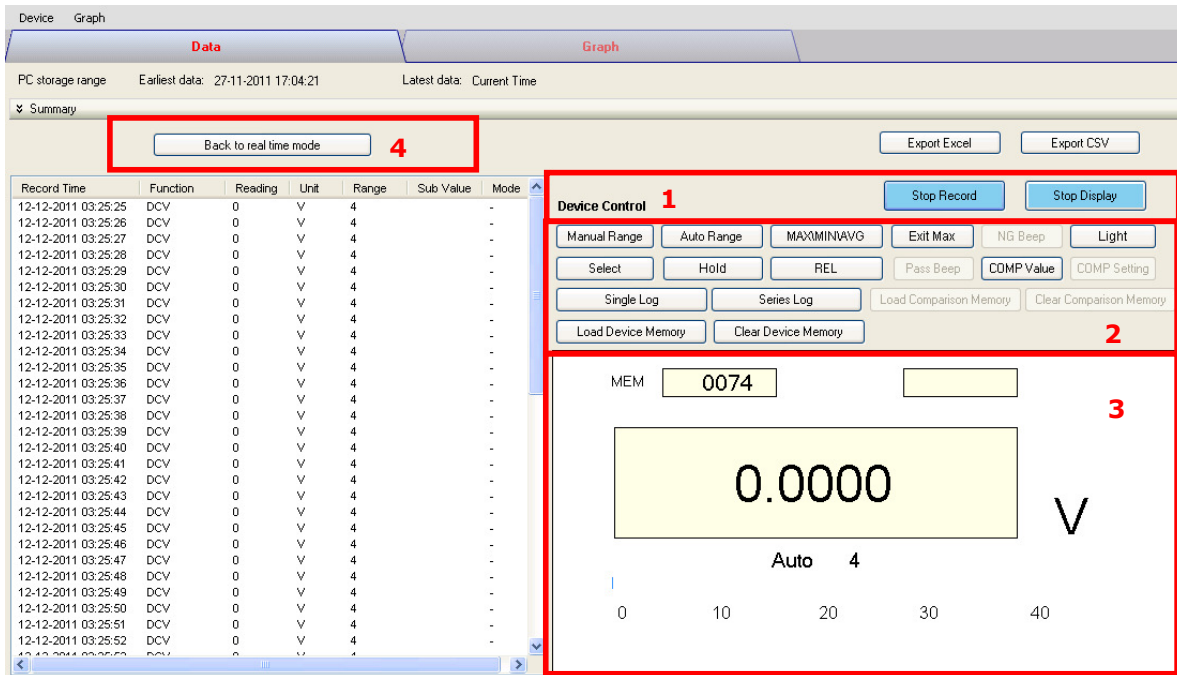 Device Graph
Data Graph
PC storage range Earliest data: 27-11-2011 17:04:21 Latest data: Current Time
Summary
Back to real time mode 4 Export Excel Export CSV
Record Time Function Reading Unit Range Sub Value Mode
12-12-2011 03:25:25 DCV 0 V 4 -
12-12-2011 03:25:26 DCV 0 V 4 -
12-12-2011 03:25:27 DCV 0 V 4 -
12-12-2011 03:25:28 DCV 0 V 4 -
12-12-2011 03:25:29 DCV 0 V 4 -
12-12-2011 03:25:30 DCV 0 V 4 -
12-12-2011 03:25:31 DCV 0 V 4 -
12-12-2011 03:25:32 DCV 0 V 4 -
12-12-2011 03:25:33 DCV 0 V 4 -
12-12-2011 03:25:34 DCV 0 V 4 -
12-12-2011 03:25:35 DCV 0 V 4 -
12-12-2011 03:25:36 DCV 0 V 4 -
12-12-2011 03:25:37 DCV 0 V 4 -
12-12-2011 03:25:38 DCV 0 V 4 -
12-12-2011 03:25:39 DCV 0 V 4 -
12-12-2011 03:25:40 DCV 0 V 4 -
12-12-2011 03:25:41 DCV 0 V 4 -
12-12-2011 03:25:42 DCV 0 V 4 -
12-12-2011 03:25:43 DCV 0 V 4 -
12-12-2011 03:25:44 DCV 0 V 4 -
12-12-2011 03:25:45 DCV 0 V 4 -
12-12-2011 03:25:46 DCV 0 V 4 -
12-12-2011 03:25:47 DCV 0 V 4 -
12-12-2011 03:25:48 DCV 0 V 4 -
12-12-2011 03:25:49 DCV 0 V 4 -
12-12-2011 03:25:50 DCV 0 V 4 -
12-12-2011 03:25:51 DCV 0 V 4 -
12-12-2011 03:25:52 DCV 0 V 4 -
Device Control 1 Stop Record Stop Display
Manual Range Auto Range MAX\MIN\AVG Exit Max NG Beep Light
Select Hold REL Pass Beep COMP Value COMP Setting
Single Log Series Log Load Comparison Memory Clear Comparison Memory
Load Device Memory Clear Device Memory 2
MEM 0074
3
0.0000 V
Auto 4
0 10 20 30 40